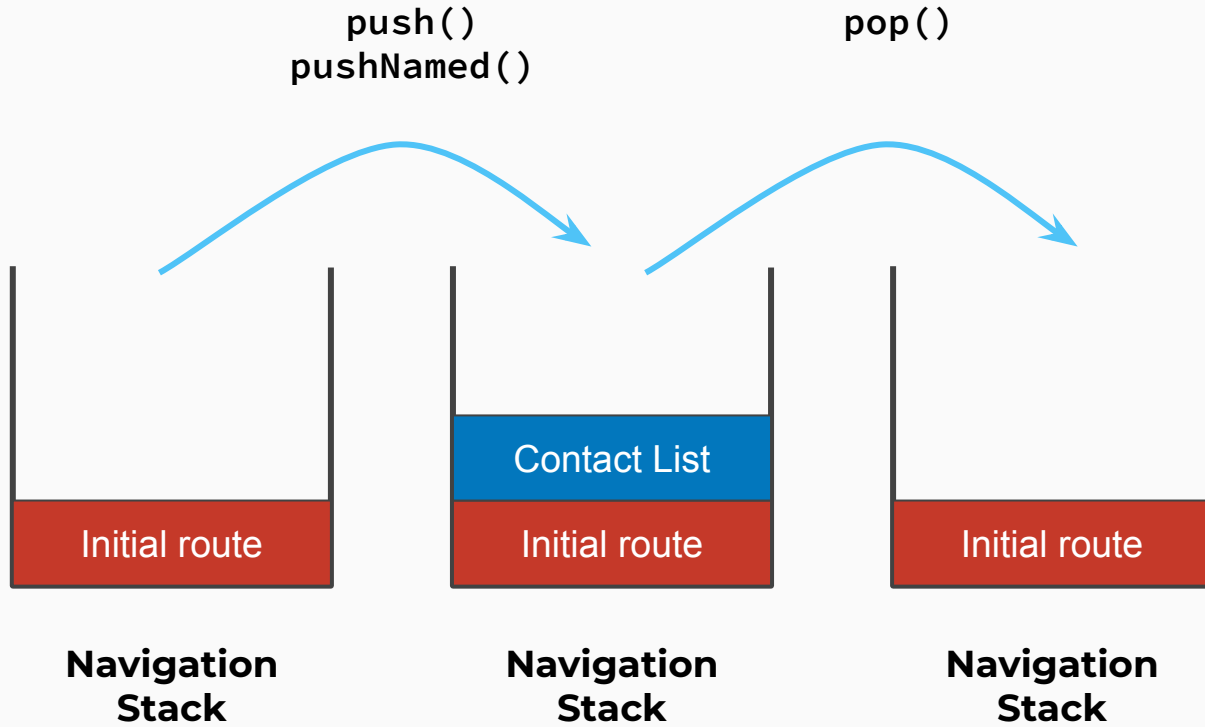 push()
pushNamed()
pop()
Contact List
Initial route
Initial route
Initial route
Navigation
Stack
Navigation
Stack
Navigation
Stack